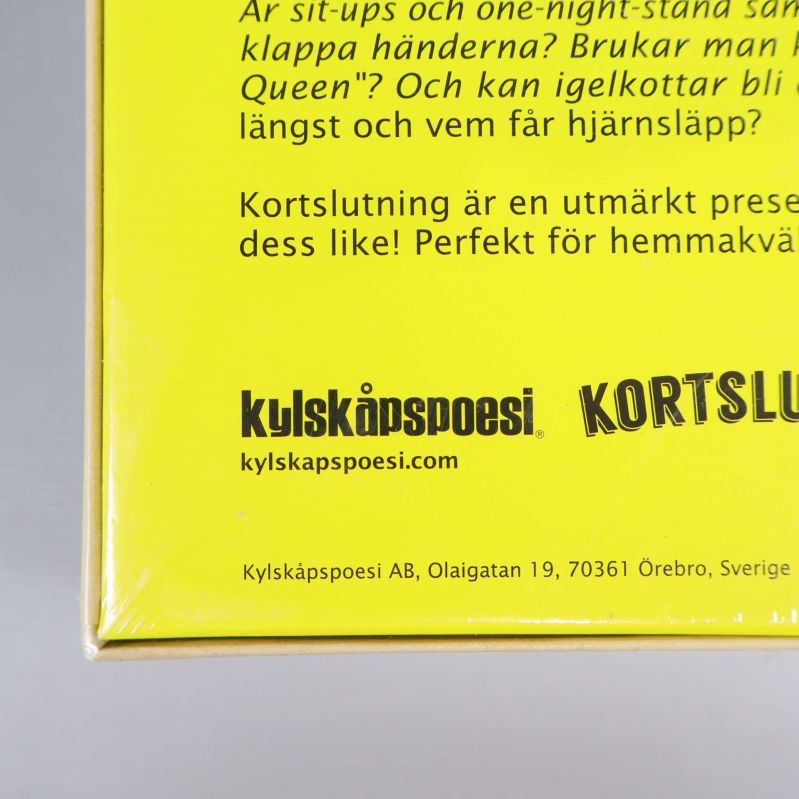 Är sit-ups och one-night-stand
klappa händerna? Brukar man
Queen"? Och kan igelkottar bli
längst och vem får hjärnsläpp?
Kortslutning är en utmärkt
dess like! Perfekt för
kylskåpspoesi®
KORTSLU
kylskapspoesi.com
Kylskåpspoesi AB, Olaigatan 19, 70361 Örebro, Sverige